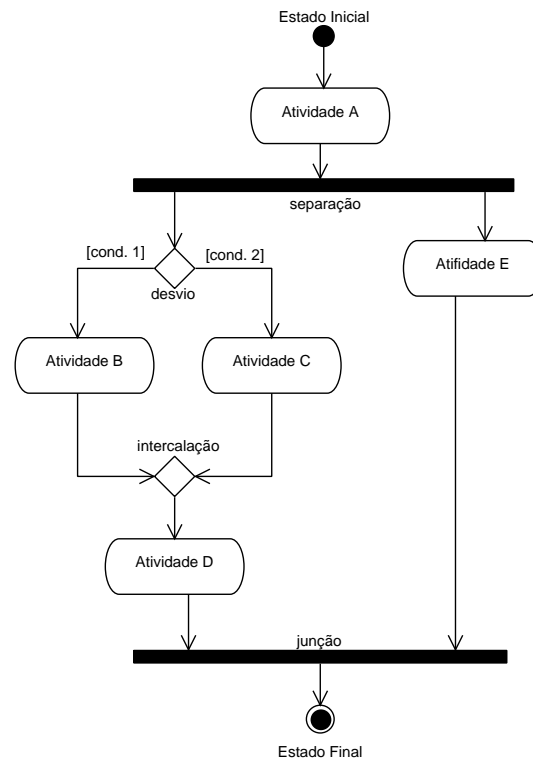 Estado Inicial
Atividade A
separação
[cond. 1]
[cond. 2]
Atifidade E
desvio
Atividade B
Atividade C
intercalação
Atividade D
junção
Estado Final